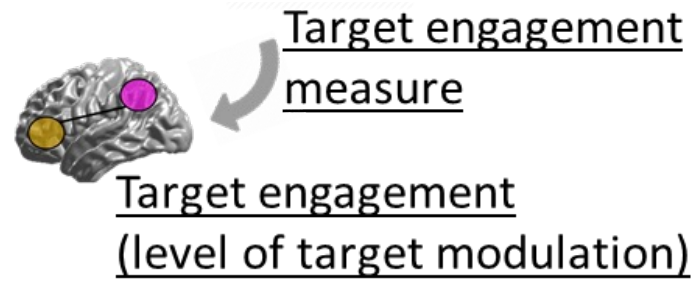 Target engagement
measure
Target engagement
(level of target modulation)